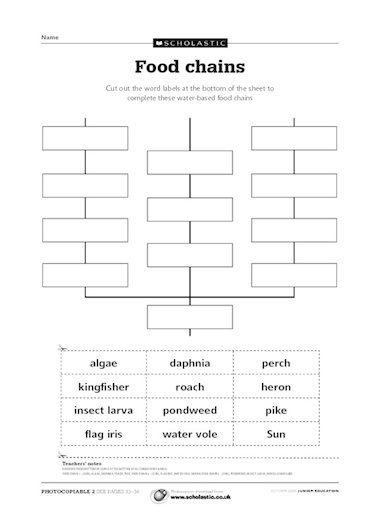 Name
SCHOLASTIC
Food chains
Cut out the word labels at the bottom of the sheet to
complete these water-based food chains
algae daphnia perch
kingfisher roach heron
insect larva pondweed pike
flag iris water vole Sun
Teachers' notes
PHOTOCOPIABLE 2
www.scholastic.co.uk
JUNIOR EDUCATION